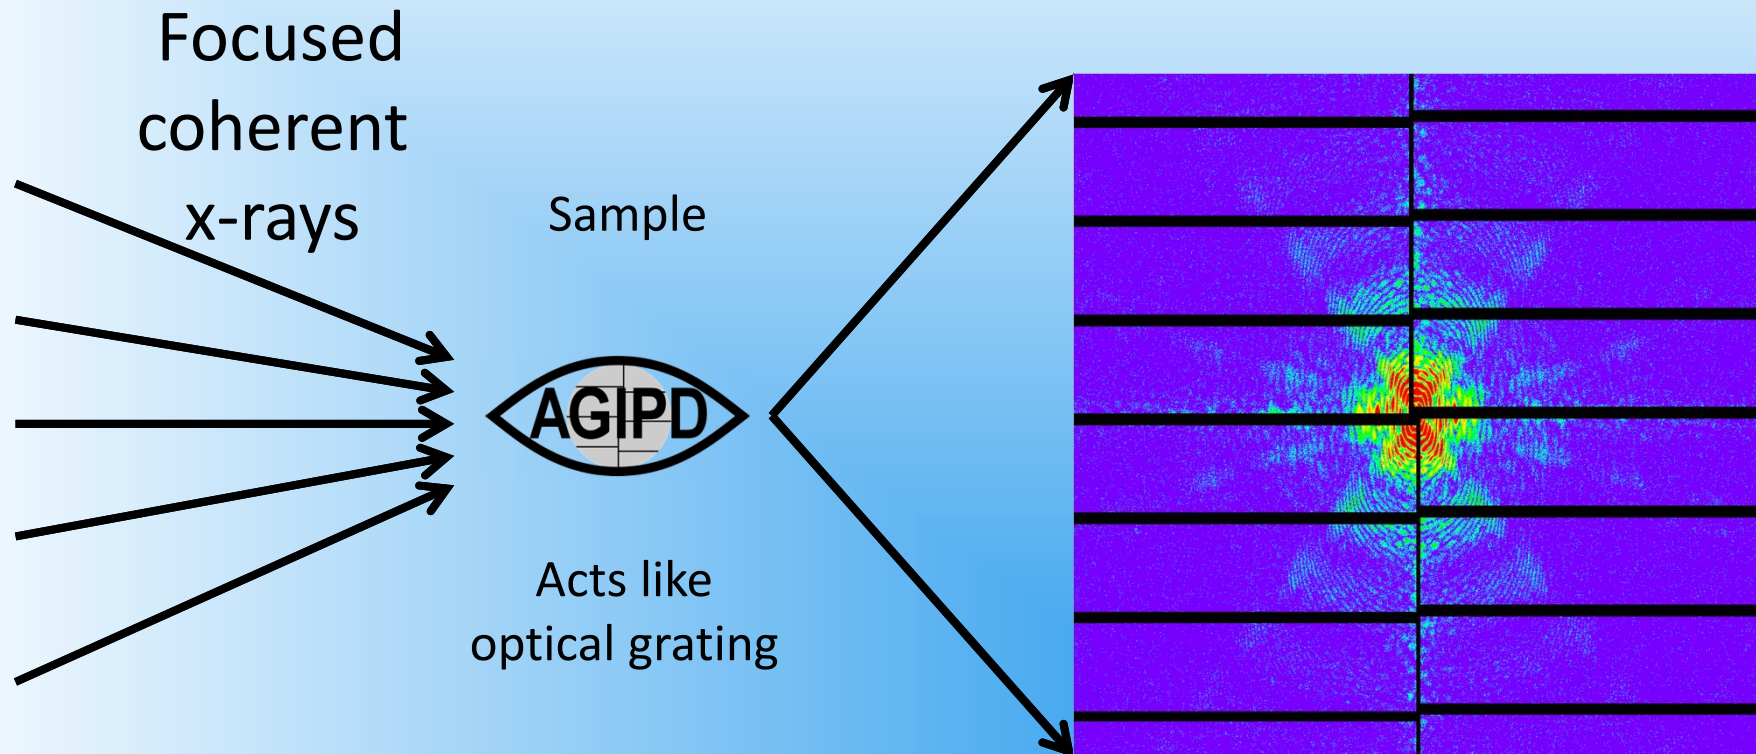 Focused
coherent
x-rays
Sample
AGIPD
Acts like
optical grating